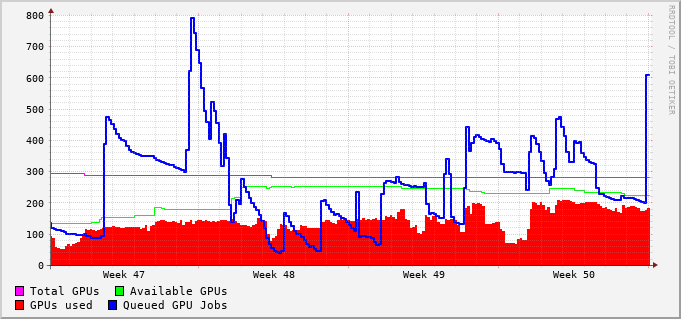 800
700
600
500
400
300
200
100
0
Week 47 Week 48 Week 49 Week 50
Total GPUs Available GPUs
GPUs used Queued GPU Jobs
RRDTOOL / TOBI OETIKER